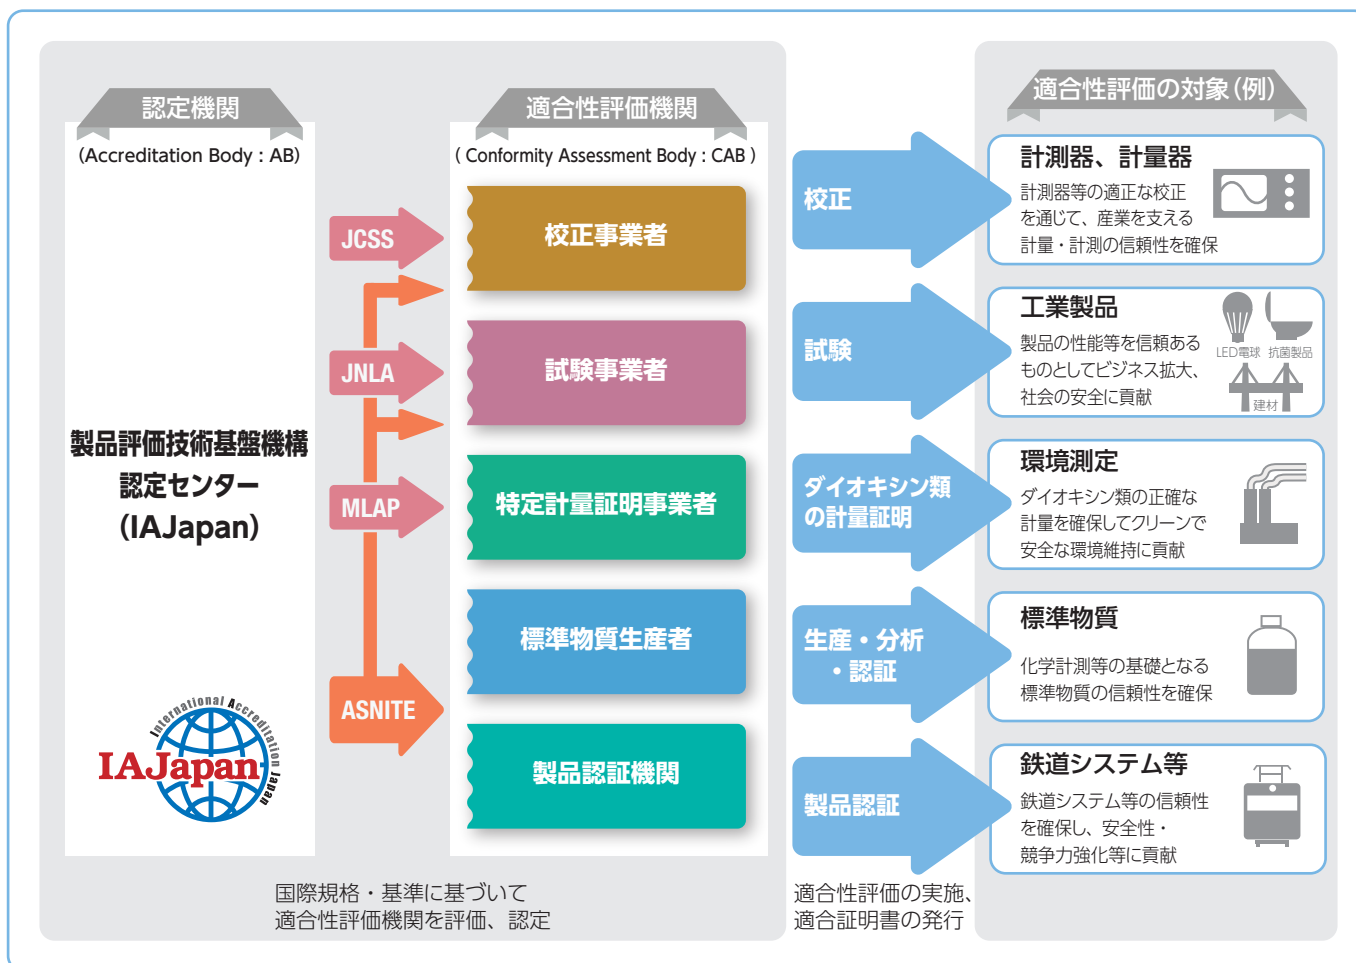 認定機関
(Accreditation Body : AB)
製品評価技術基盤機構
認定センター
(IAJapan)
International Accreditation Japan
IAJapan
JCSS
JNLA
MLAP
ASNITE
適合性評価機関
( Conformity Assessment Body : CAB )
校正事業者
試験事業者
特定計量証明事業者
標準物質生産者
製品認証機関
国際規格・基準に基づいて
適合性評価機関を評価、認定
校正
試験
ダイオキシン類
の計量証明
生産・分析
・認証
製品認証
適合性評価の実施、
適合証明書の発行
適合性評価の対象(例)
計測器、計量器
計測器等の適正な校正
を通じて、産業を支える
計量・計測の信頼性を確保
工業製品
製品の性能等を信頼ある
ものとしてビジネス拡大、
社会の安全に貢献
LED電球 抗菌製品
建材
環境測定
ダイオキシン類の正確な
計量を確保してクリーンで
安全な環境維持に貢献
標準物質
化学計測等の基礎となる
標準物質の信頼性を確保
鉄道システム等
鉄道システム等の信頼性
を確保し、安全性・
競争力強化等に貢献